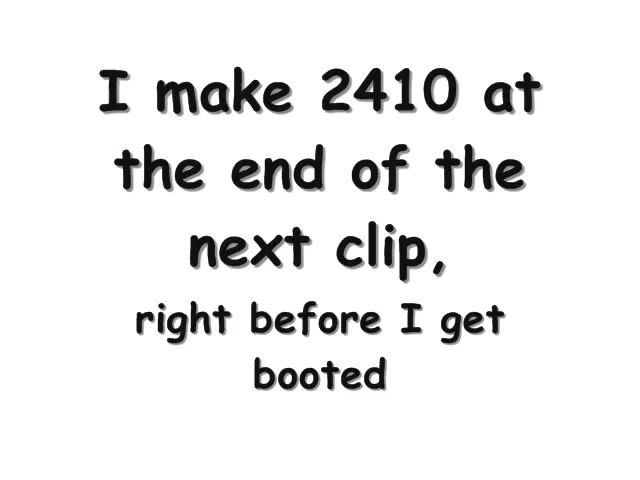 I make 2410 at
the end of the
next clip,
right before I get
booted